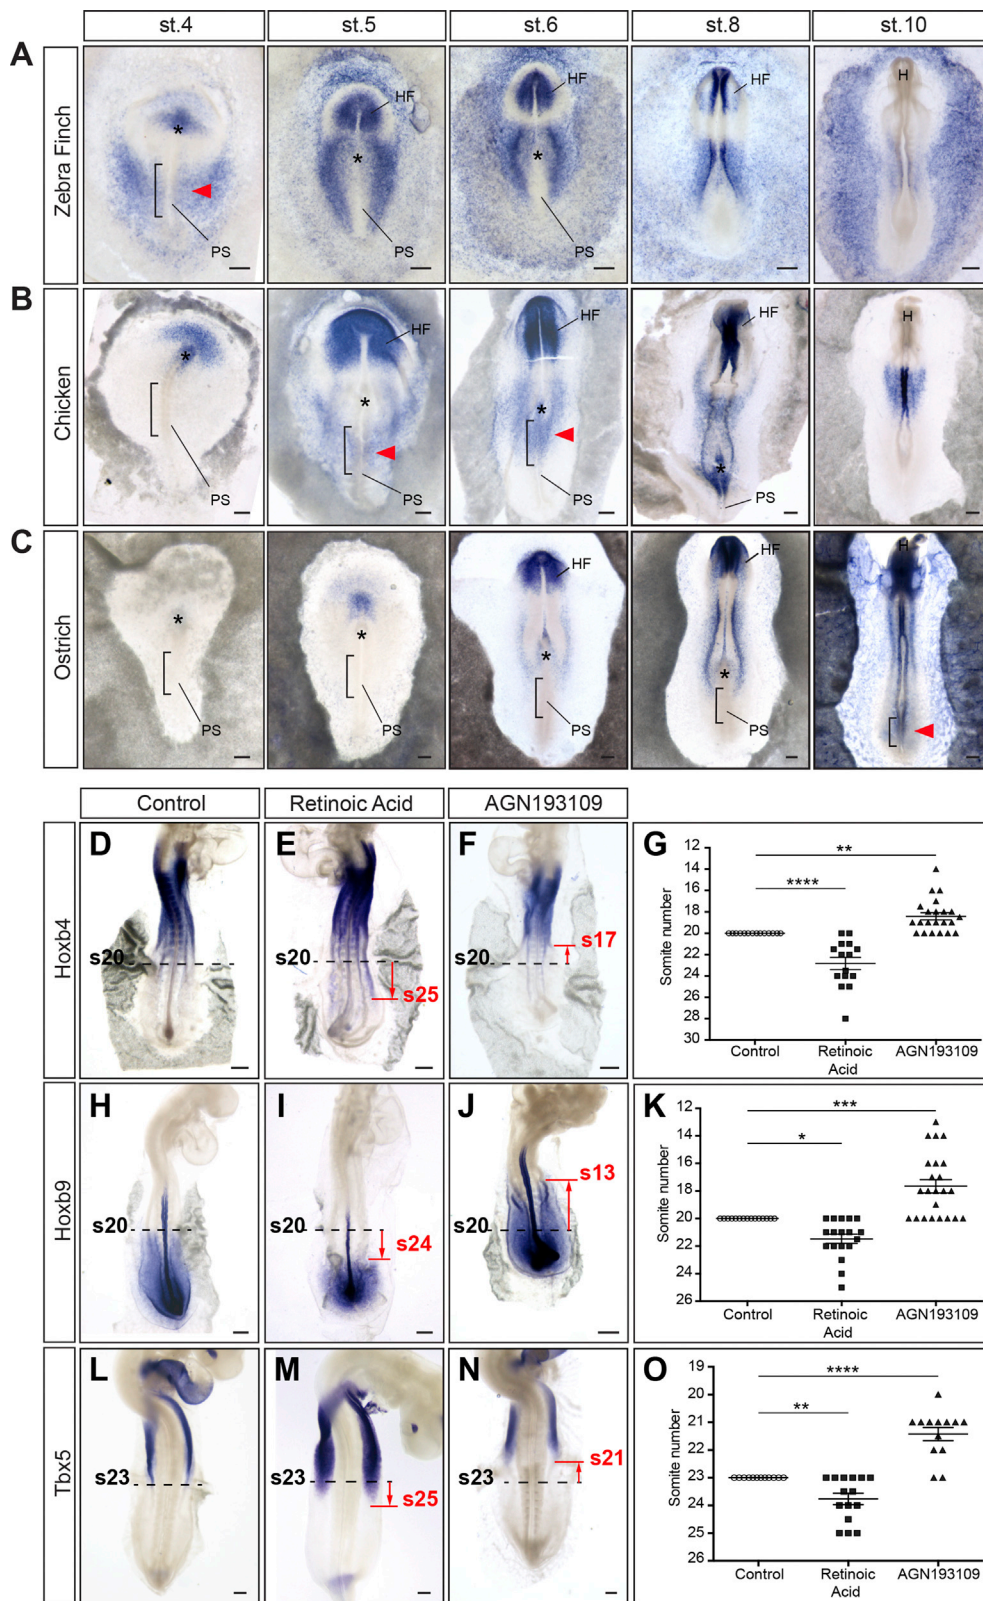 st.4 st.5 st.6 st.8 st.10
A
Zebra Finch
* PS
HF * PS
HF * PS
HF
H
B
Chicken
* PS
HF * PS
HF * PS
HF * PS
H
C
Ostrich
* PS
* PS
HF * PS
HF * PS
H
Control Retinoic Acid AGN193109
Hoxb4
D s20
E s20 s25
F s20 s17
G
Somite number
12
14
16
18
20
22
24
26
28
30
** ****
Control Retinoic Acid AGN193109
Hoxb9
H s20
I s20 s24
J s20 s13
K
Somite number
12
14
16
18
20
22
24
26
*** *
Control Retinoic Acid AGN193109
Tbx5
L s23
M s23 s25
N s23 s21
O
Somite number
19
20
21
22
23
24
25
26
**** **
Control Retinoic Acid AGN193109